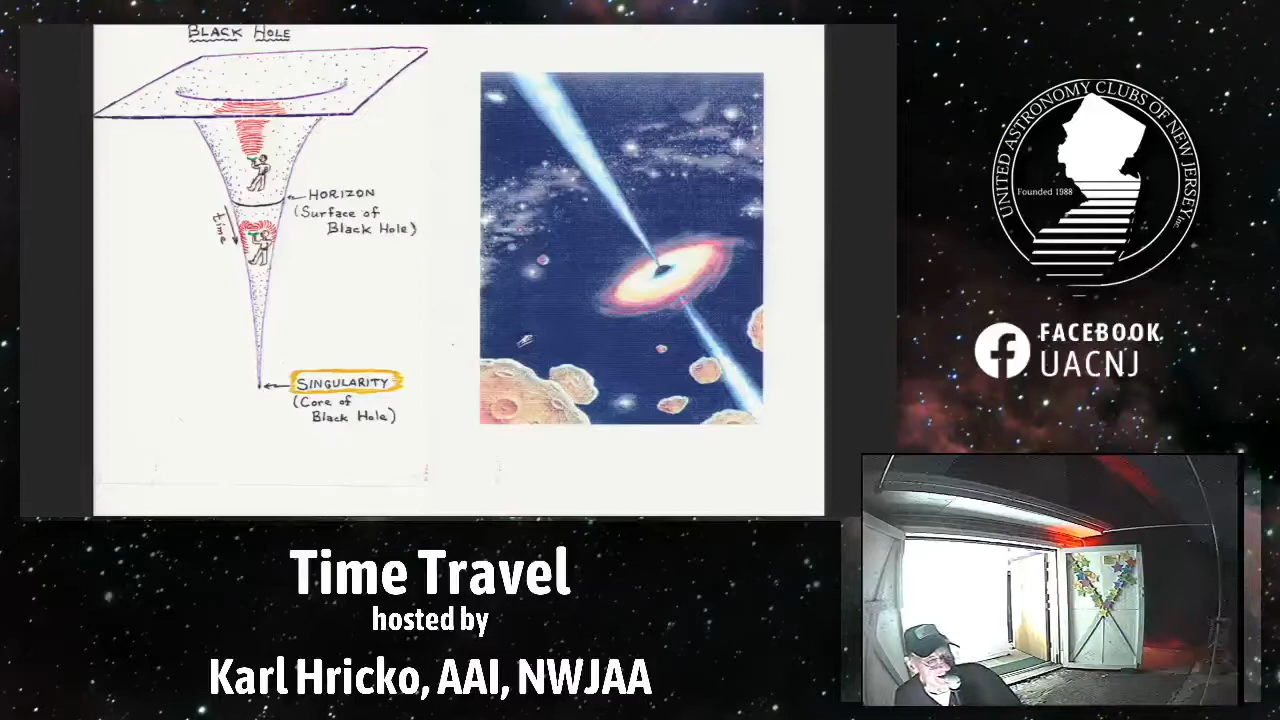 BLACK HOLE
HORIZON
(Surface of
Black Hole)
time
SINGULARITY
(Core of
Black Hole)
UNITED ASTRONOMY CLUBS OF NEW JERSEY, Inc.
Founded 1988
FACEBOOK
UACNJ
Time Travel
hosted by
Karl Hricko, AAI, NWJAA